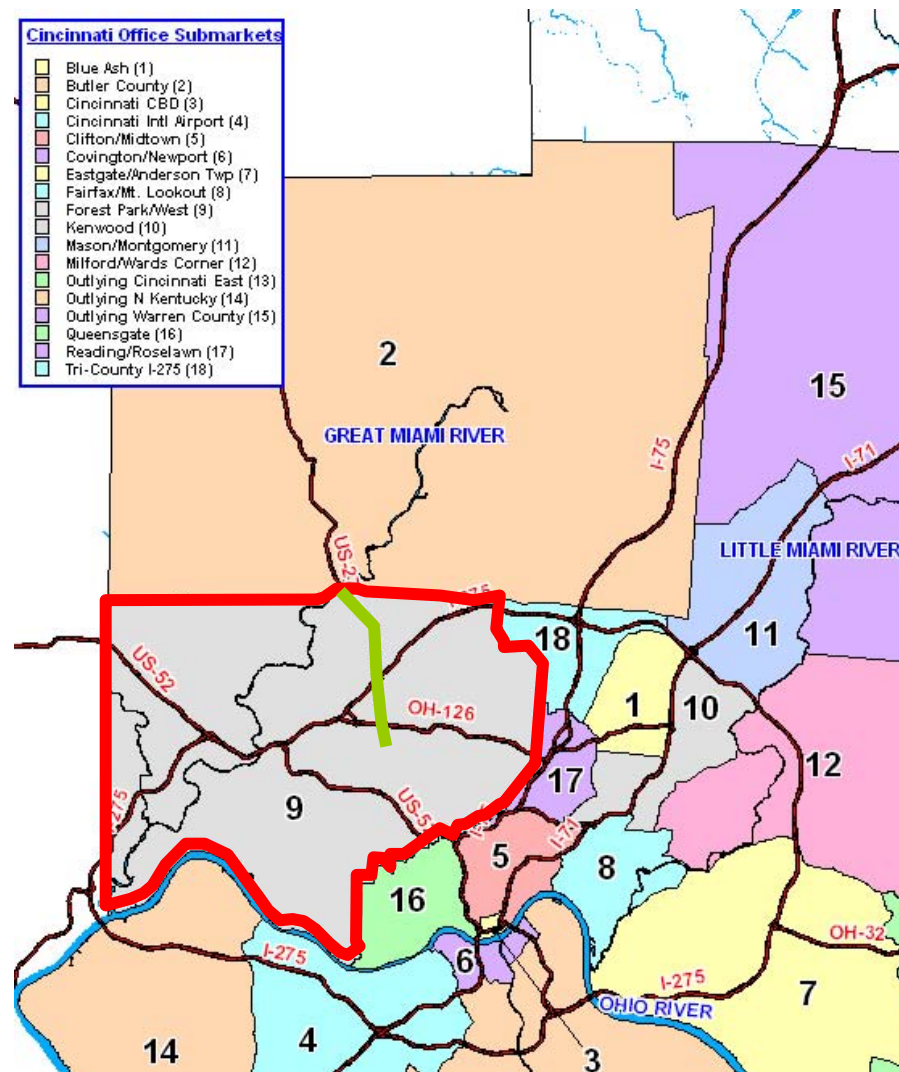 Cincinnati Office Submarkets
Blue Ash (1)
Butler County (2)
Cincinnati CBD (3)
Cincinnati Intl Airport (4)
Clifton/Midtown (5)
Covington/Newport (6)
Eastgate/Anderson Twp (7)
Fairfax/Mt. Lookout (8)
Forest Park/West (9)
Kenwood (10)
Mason/Montgomery (11)
Milford/Wards Corner (12)
Outlying Cincinnati East (13)
Outlying N Kentucky (14)
Outlying Warren County (15)
Queensgate (16)
Reading/Roselawn (17)
Tri-County I-275 (18)
2
15
GREAT MIAMI RIVER
I-75
I-71
LITTLE MIAMI RIVER
18
11
US-52
1
10
OH-126
12
17
9
I-71
5
8
16
OH-32
I-275
6
I-275
7
OHIO RIVER
4
14
3